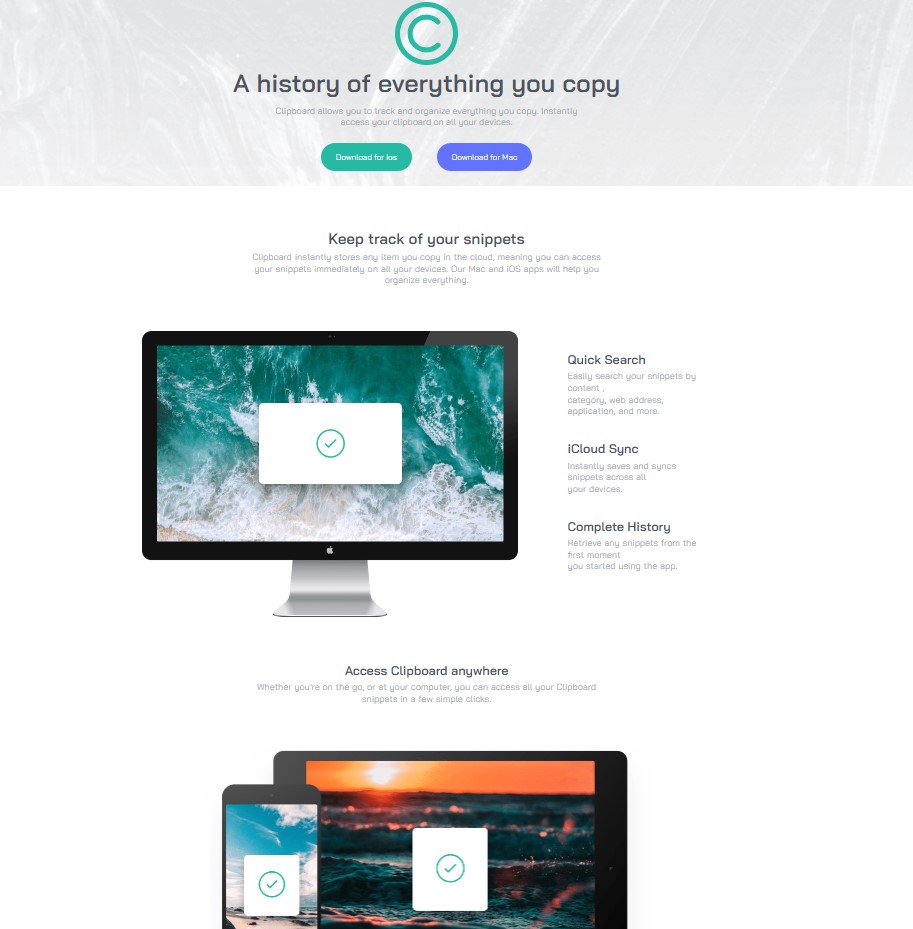 A history of everything you copy
Clipboard allows you to track and organize everything you copy. Instantly
access your clipboard on all your devices.
Download for ios
Download for Mac
Keep track of your snippets
Clipboard instantly stores any item you copy in the cloud, meaning you can access
your snippets immediately on all your devices. Our Mac and iOS apps will help you
organize everything.
Quick Search
Easily search your snippets by
content ,
category, web address,
application, and more.
iCloud Sync
Instantly saves and syncs
snippets across all
your devices.
Complete History
Retrieve any snippets from the
first moment
you started using the app.
Access Clipboard anywhere
Whether you're on the go, or at your computer, you can access all your Clipboard
snippets in a few simple clicks.